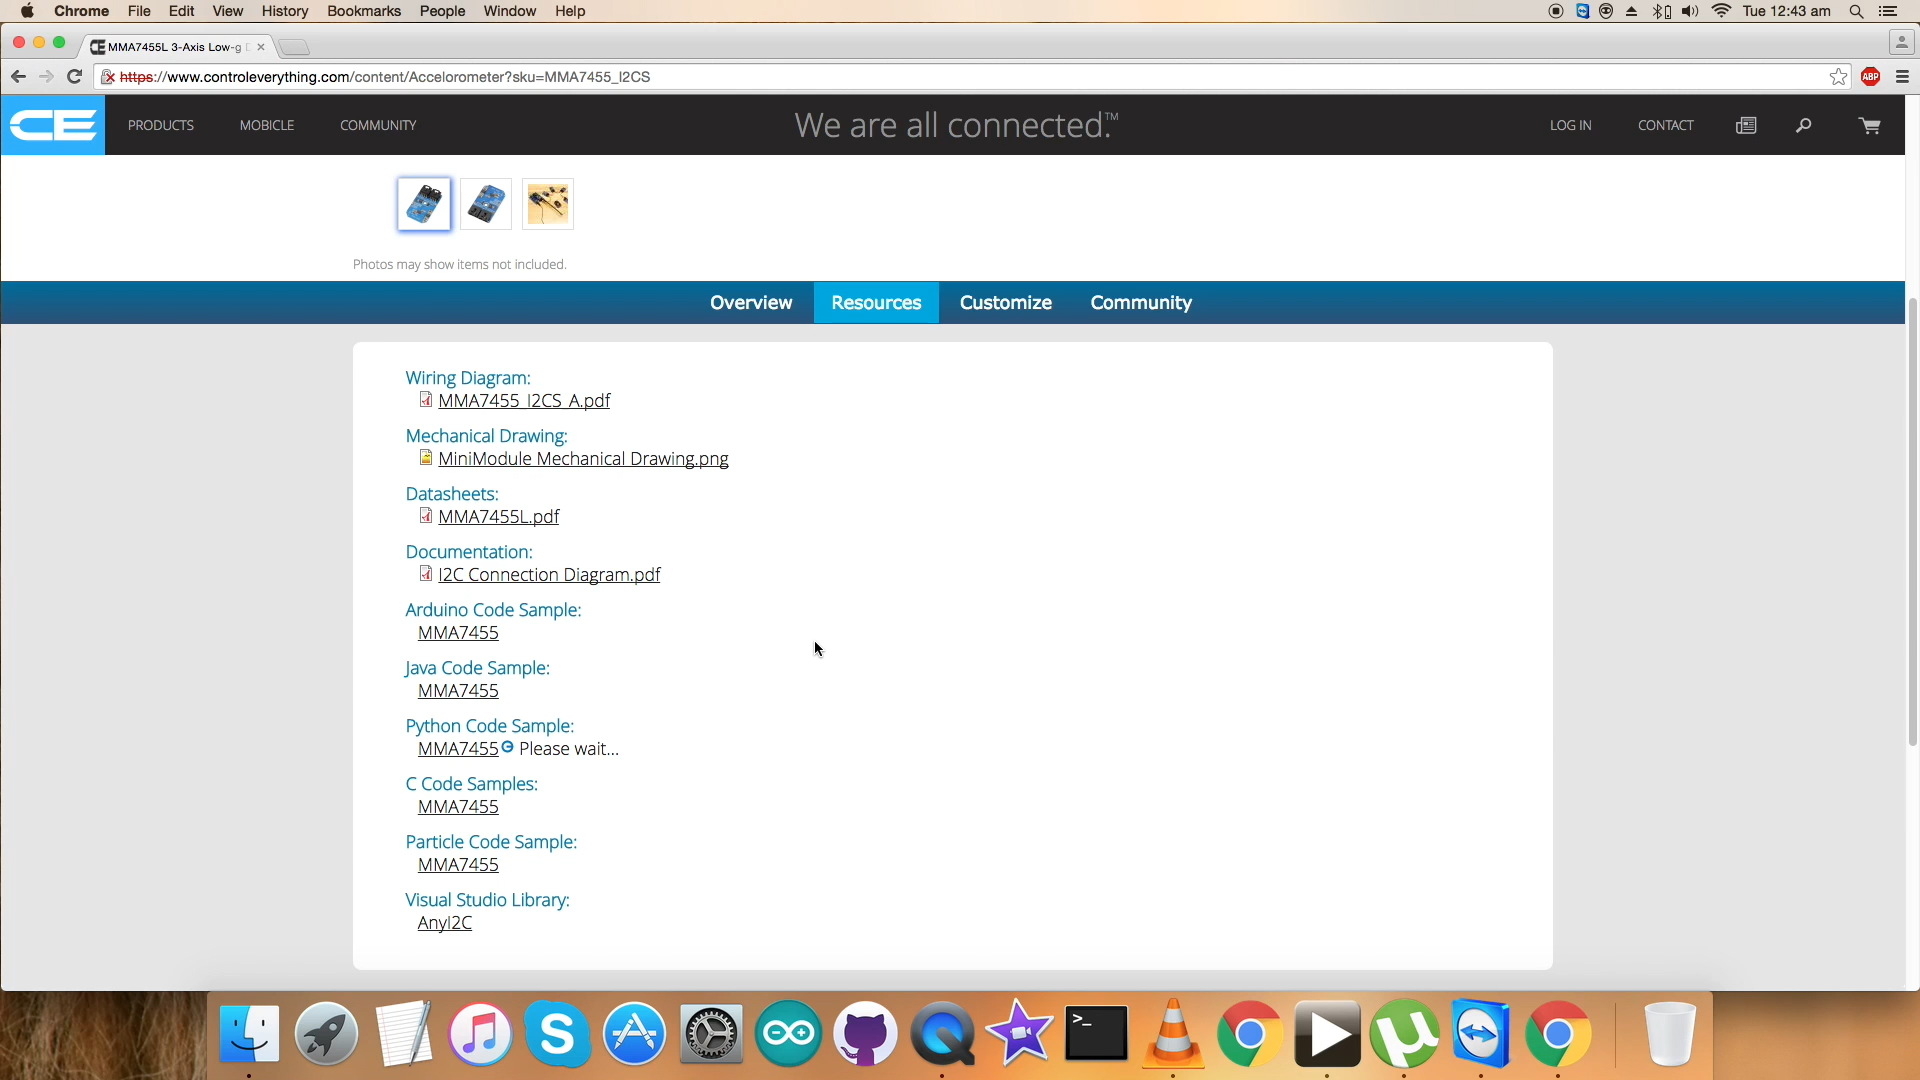 Chrome File Edit View History Bookmarks People Window Help Tue 12:43 am
MMA7455L 3-Axis Low-g
https://www.controleverything.com/content/Accelorometer?sku=MMA7455_I2CS
ABP
CE PRODUCTS MOBICLE COMMUNITY We are all connected.™ LOG IN CONTACT
Photos may show items not included.
Overview Resources Customize Community
Wiring Diagram:
MMA7455_I2CS_A.pdf
Mechanical Drawing:
MiniModule Mechanical Drawing.png
Datasheets:
MMA7455L.pdf
Documentation:
I2C Connection Diagram.pdf
Arduino Code Sample:
MMA7455
Java Code Sample:
MMA7455
Python Code Sample:
MMA7455 Please wait...
C Code Samples:
MMA7455
Particle Code Sample:
MMA7455
Visual Studio Library:
AnyI2C